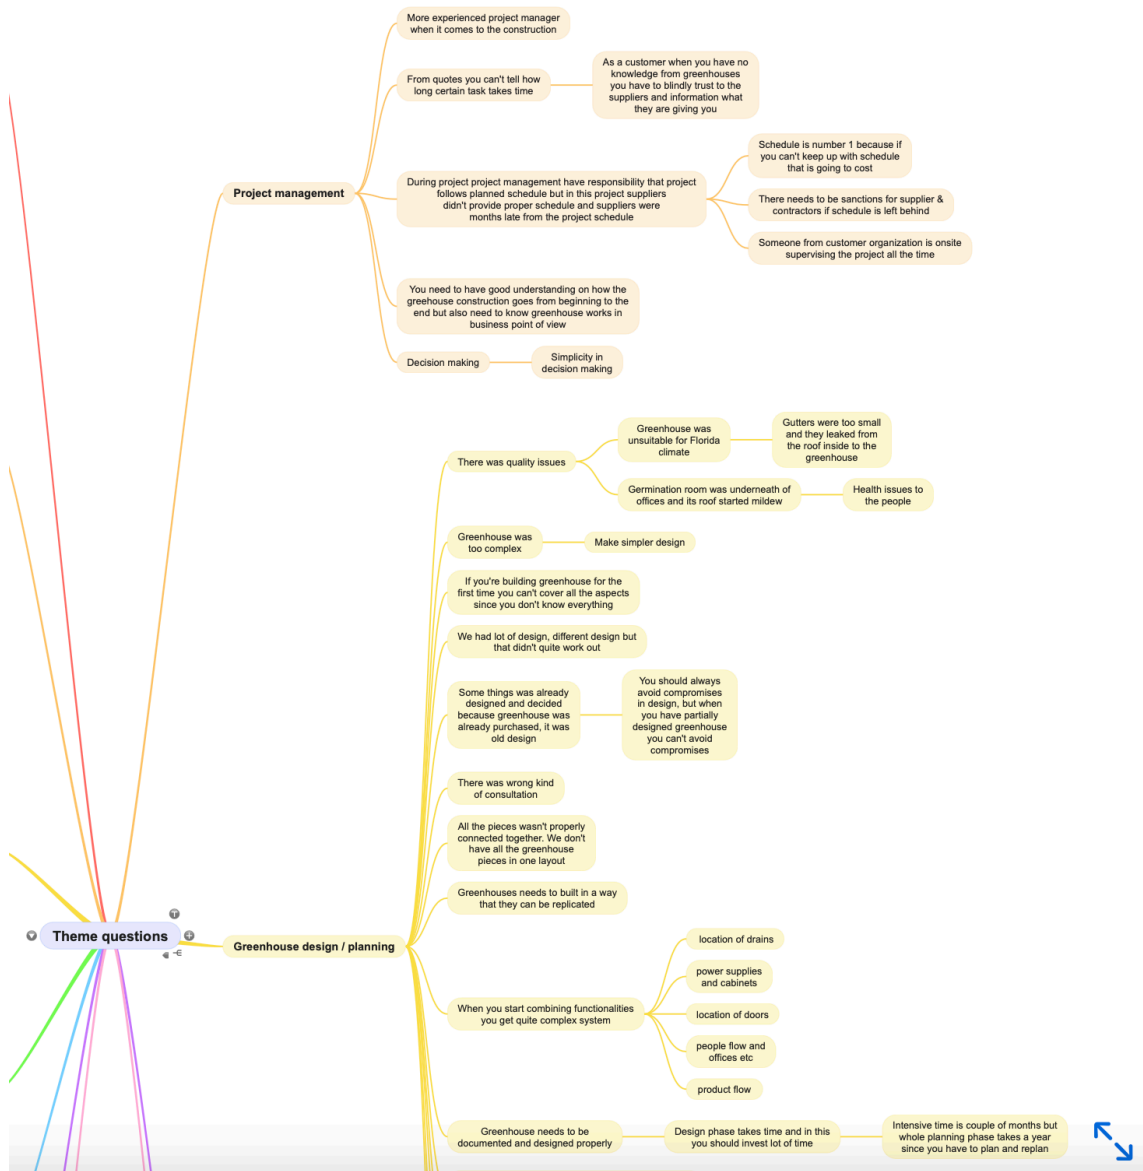 More experienced project manager
when it comes to the construction
From quotes you can't tell how
long certain task takes time
As a customer when you have no
knowledge from greenhouses
you have to blindly trust to the
suppliers and information what
they are giving you
Project management
During project project management have responsibility that project
follows planned schedule but in this project suppliers
didn't provide proper schedule and suppliers were
months late from the project schedule
Schedule is number 1 because if
you can't keep up with schedule
that is going to cost
There needs to be sanctions for supplier &
contractors if schedule is left behind
Someone from customer organization is onsite
supervising the project all the time
You need to have good understanding on how the
greehouse construction goes from beginning to the
end but also need to know greenhouse works in
business point of view
Decision making
Simplicity in
decision making
There was quality issues
Greenhouse was
unsuitable for Florida
climate
Gutters were too small
and they leaked from
the roof inside to the
greenhouse
Germination room was underneath of
offices and its roof started mildew
Health issues to
the people
Greenhouse was
too complex
Make simpler design
If you're building greenhouse for the
first time you can't cover all the aspects
since you don't know everything
We had lot of design, different design but
that didn't quite work out
Some things was already
designed and decided
because greenhouse was
already purchased, it was
old design
You should always
avoid compromises
in design, but when
you have partially
designed greenhouse
you can't avoid
compromises
There was wrong kind
of consultation
All the pieces wasn't properly
connected together. We don't
have all the greenhouse
pieces in one layout
Greenhouses needs to built in a way
that they can be replicated
Theme questions
Greenhouse design / planning
When you start combining functionalities
you get quite complex system
location of drains
power supplies
and cabinets
location of doors
people flow and
offices etc
product flow
Greenhouse needs to be
documented and designed properly
Design phase takes time and in this
you should invest lot of time
Intensive time is couple of months but
whole planning phase takes a year
since you have to plan and replan